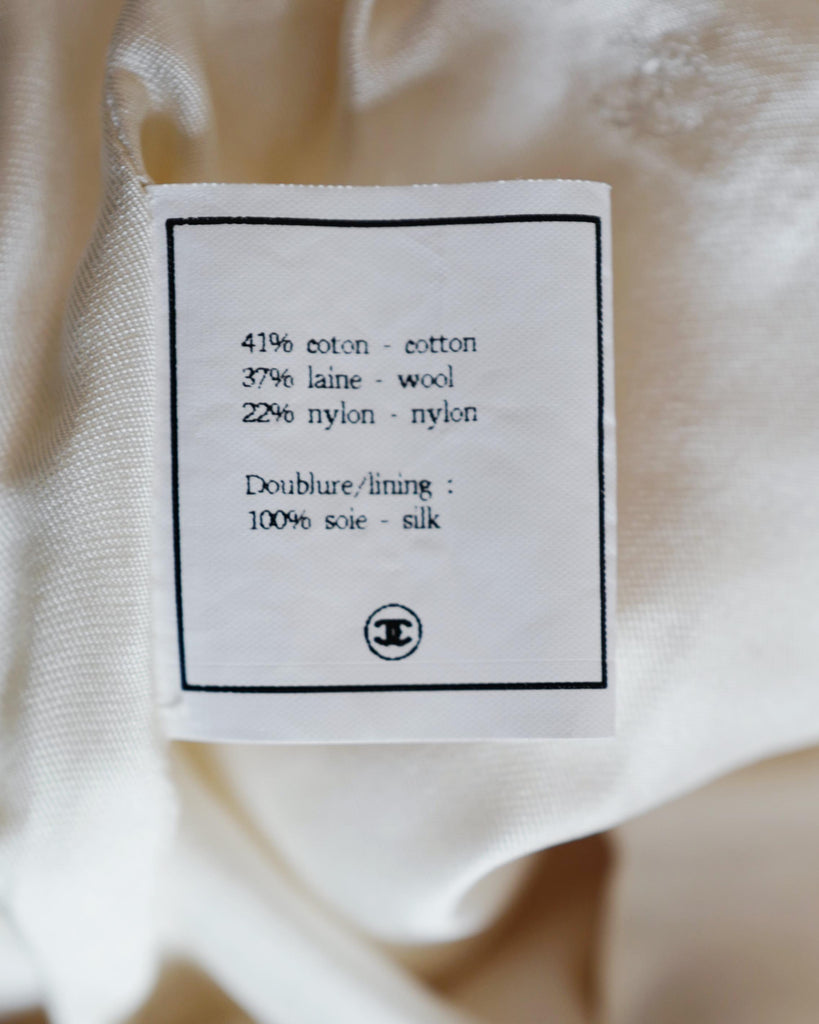 41% coton - cotton
37% laine - wool
22% nylon - nylon
Doublure/lining :
100% soie - silk